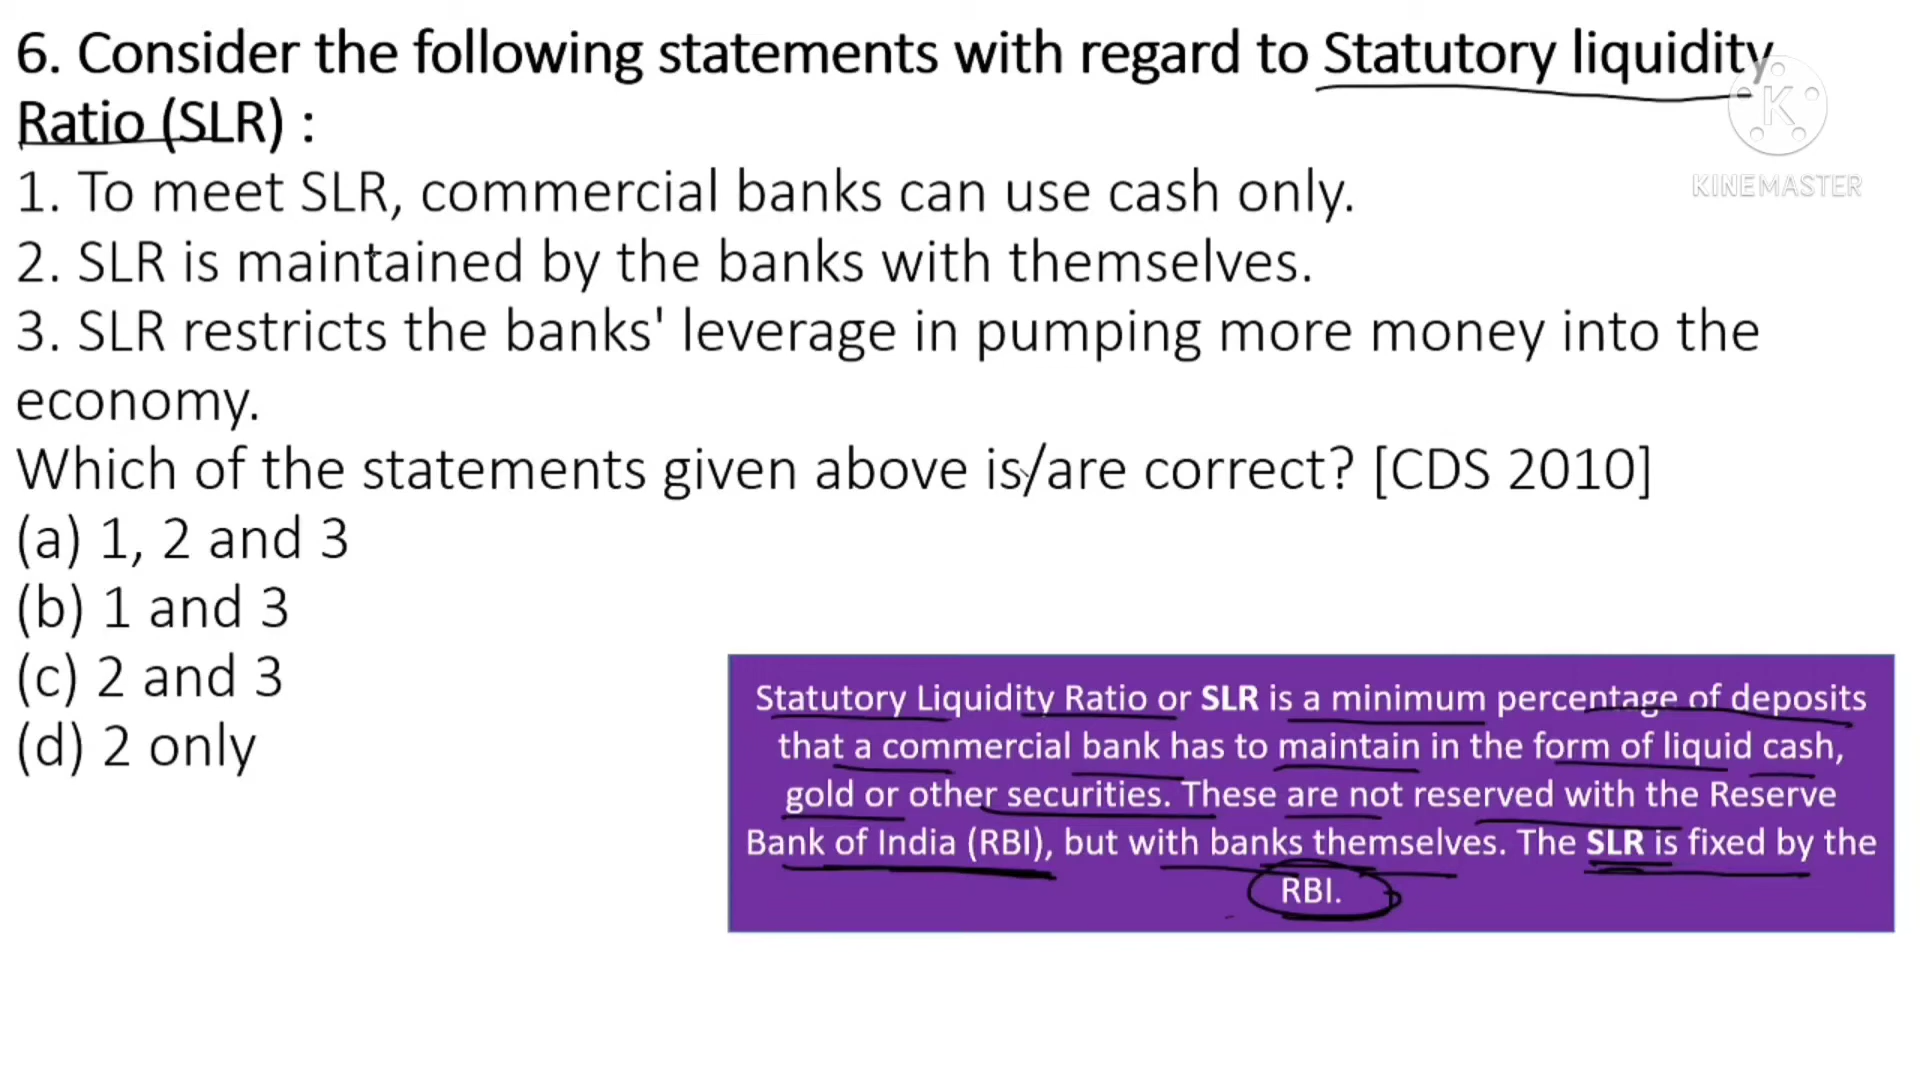 6. Consider the following statements with regard to Statutory liquidity
Ratio (SLR) :
1. To meet SLR, commercial banks can use cash only.
2. SLR is maintained by the banks with themselves.
3. SLR restricts the banks' leverage in pumping more money into the
economy.
Which of the statements given above is/are correct? [CDS 2010]
(a) 1, 2 and 3
(b) 1 and 3
(c) 2 and 3
(d) 2 only
K
KINEMASTER
Statutory Liquidity Ratio or SLR is a minimum percentage of deposits
that a commercial bank has to maintain in the form of liquid cash,
gold or other securities. These are not reserved with the Reserve
Bank of India (RBI), but with banks themselves. The SLR is fixed by the
RBI.